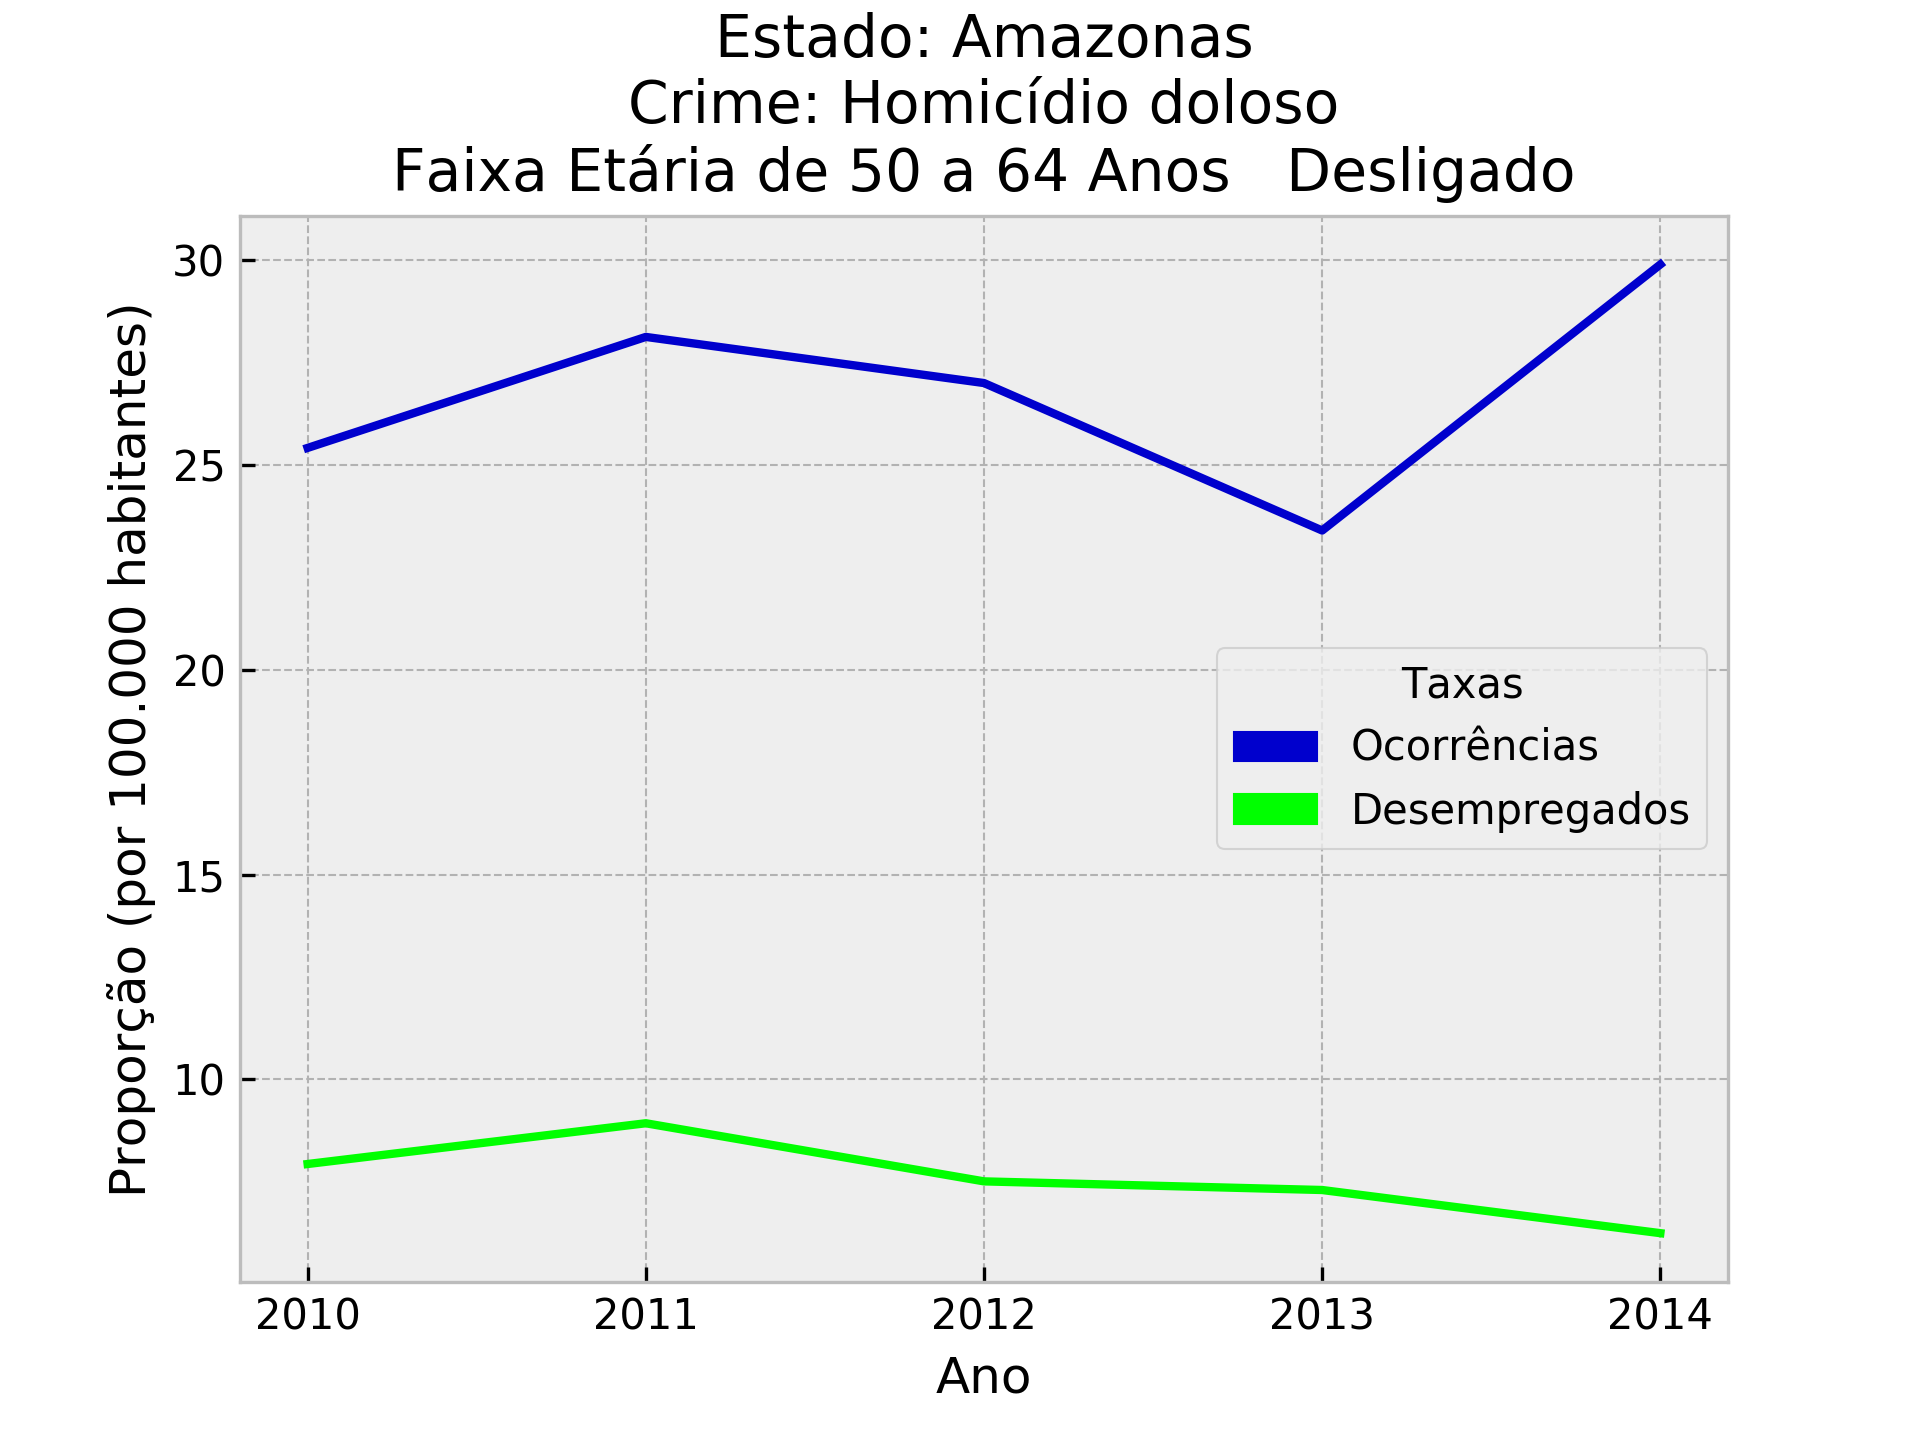 Estado: Amazonas
Crime: Homicídio doloso
Faixa Etária de 50 a 64 Anos   Desligado
Proporção (por 100.000 habitantes)
30
25
20
15
10
Taxas
Ocorrências
Desempregados
2010 2011 2012 2013 2014
Ano